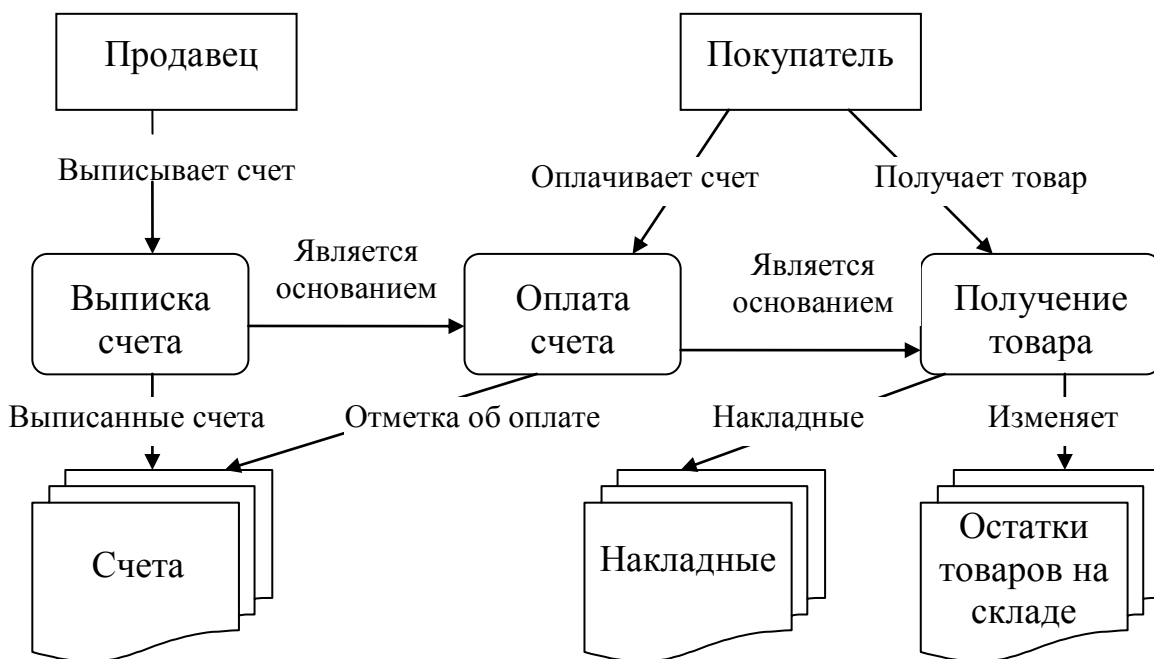 Продавец
Покупатель
Выписывает счет
Оплачивает счет
Получает товар
Является
основанием
Является
основанием
Выписка
счета
Оплата
счета
Получение
товара
Выписанные счета
Отметка об оплате
Накладные
Изменяет
Счета
Накладные
Остатки
товаров на
складе